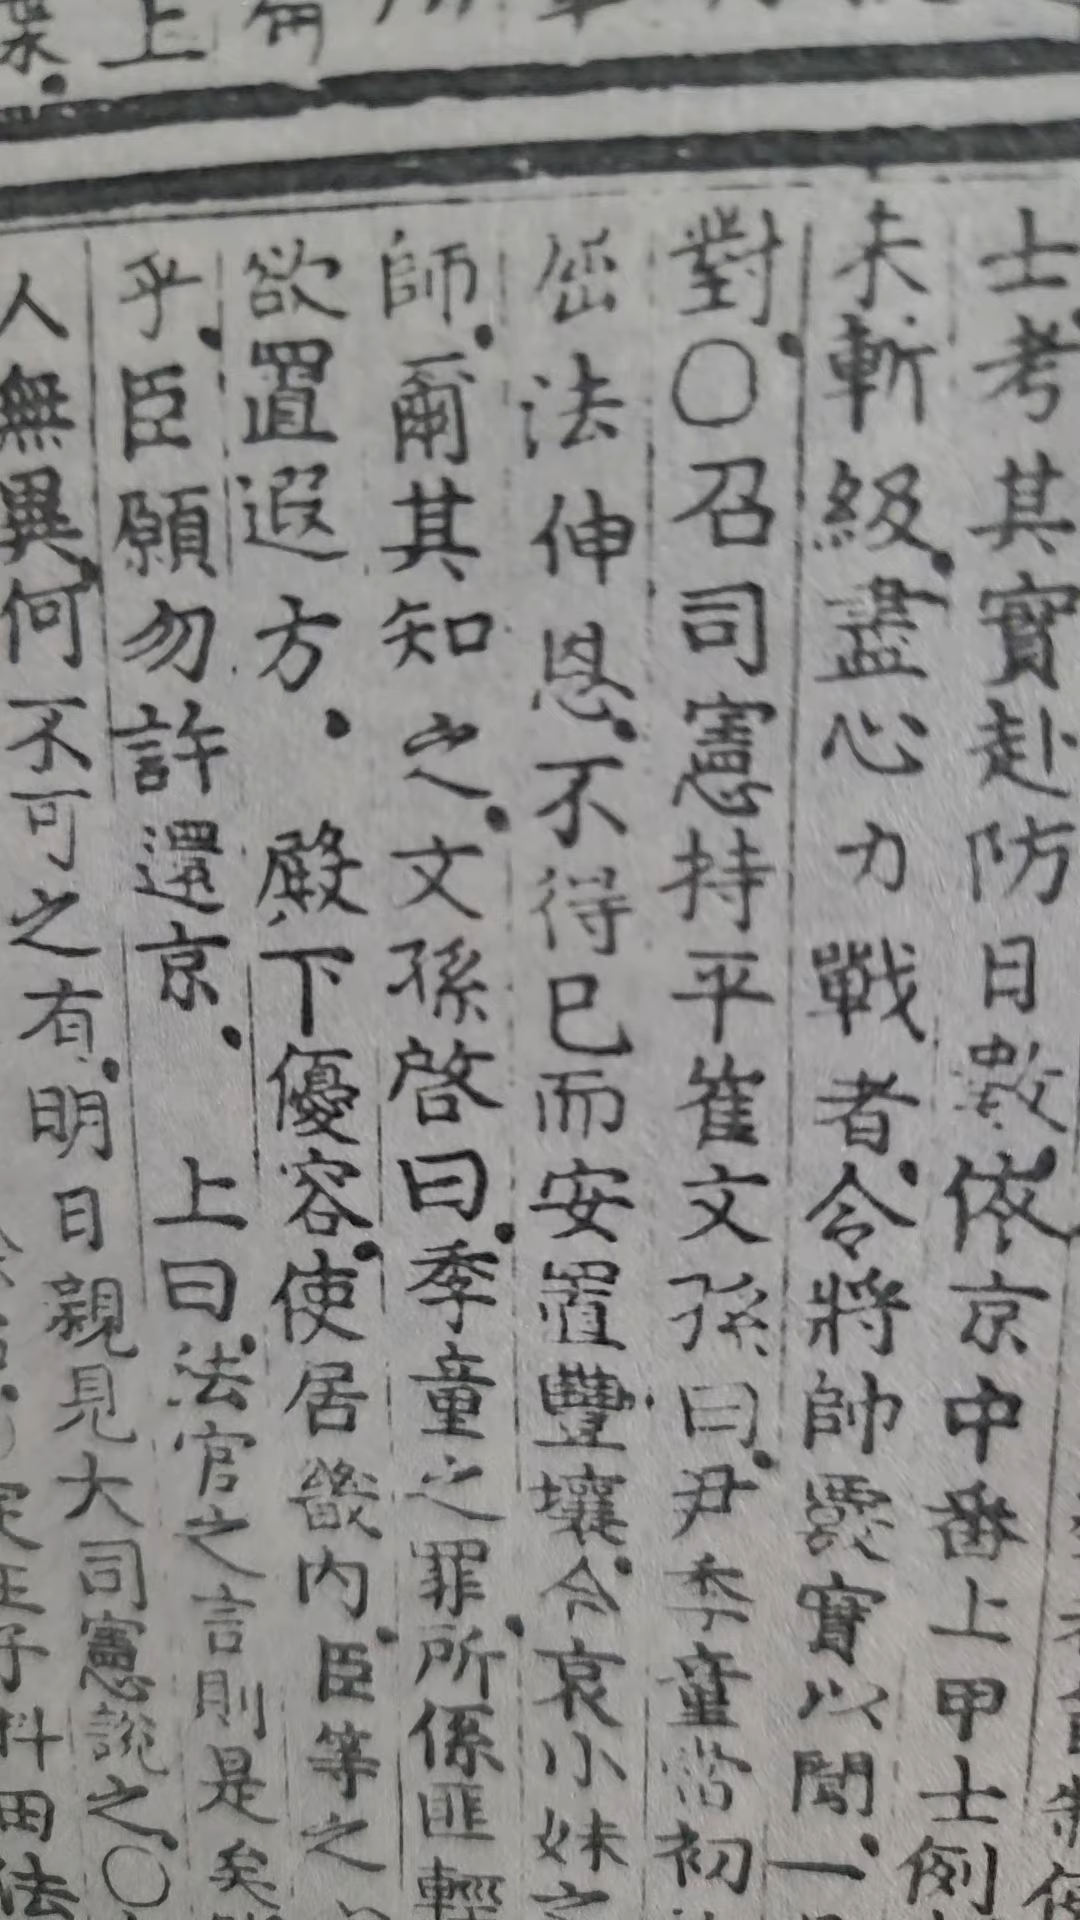 士考其實赴防日數依京中番上甲士例
未斬級盡心力戰者令將帥覈實以聞一
對○召司憲持平崔文孫曰尹季童當初
屈法伸恩不得已而安置豐壤今哀小妹之
師爾其知之文孫啓曰季童之罪所係匪輕
欲置遐方 殿下優容使居畿內臣等之
乎臣願勿許還京 上曰法官之言則是矣
人無異何不可之有明日親見大司憲說之○